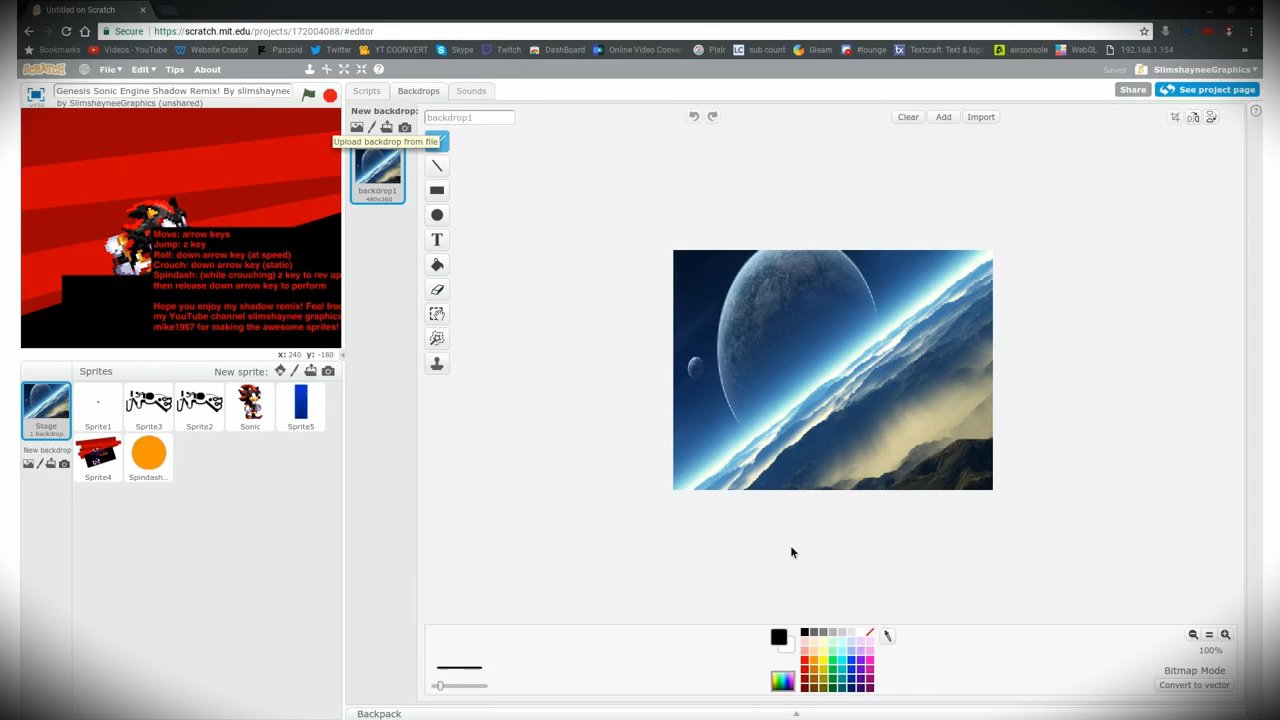 Untitled on Scratch
Secure https://scratch.mit.edu/projects/172004088/#editor
Bookmarks Videos - YouTube Website Creator Panzoid Twitter YT COONVERT Skype Twitch DashBoard Online Video Conver Pixlr sub count Gleam #lounge Textcraft: Text & log airconsole WebGL 192.168.1.154 »
SCRATCH File Edit Tips About Saved SlimshayneeGraphics
Genesis Sonic Engine Shadow Remix! By slimshaynee
by SlimshayneeGraphics (unshared)
Scripts Backdrops Sounds Share See project page
New backdrop:
backdrop1 Clear Add Import
Upload backdrop from file
backdrop1
480x360
Move: arrow keys
Jump: z key
Roll: down arrow key (at speed)
Crouch: down arrow key (static)
Spindash: (while crouching) z key to rev up
then release down arrow key to perform
Hope you enjoy my shadow remix! Feel free
my YouTube channel slimshaynee graphics
mike1967 for making the awesome sprites!
x: 240 y: -180
Sprites New sprite:
Stage
1 backdrop
New backdrop
Sprite1 Sprite3 Sprite2 Sonic Sprite5
Sprite4 Spindash...
100%
Bitmap Mode
Convert to vector
Backpack